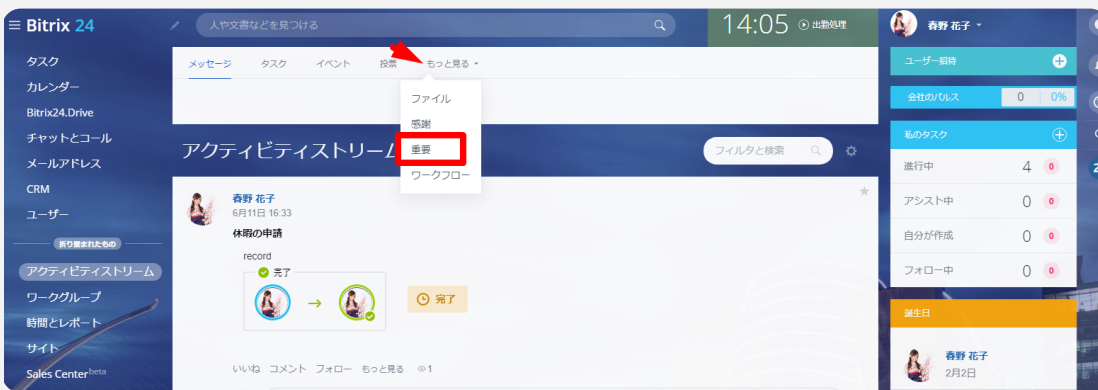 Bitrix 24
人や文書などを見つける
14:05 出勤処理
春野 花子
タスク
カレンダー
Bitrix24.Drive
チャットとコール
メールアドレス
CRM
ユーザー
折り畳まれたもの
アクティビティストリーム
ワークグループ
時間とレポート
サイト
Sales Center beta
メッセージ タスク イベント 投票 もっと見る
ファイル
感謝
重要
ワークフロー
アクティビティストリーム
フィルタと検索
春野 花子
6月11日 16:33
休暇の申請
record
完了
完了
いいね コメント フォロー もっと見る 1
ユーザー招待
会社のパルス 0 0%
私のタスク
進行中 4 0
アシスト中 0 0
自分が作成 0 0
フォロー中 0 0
誕生日
春野 花子
2月2日